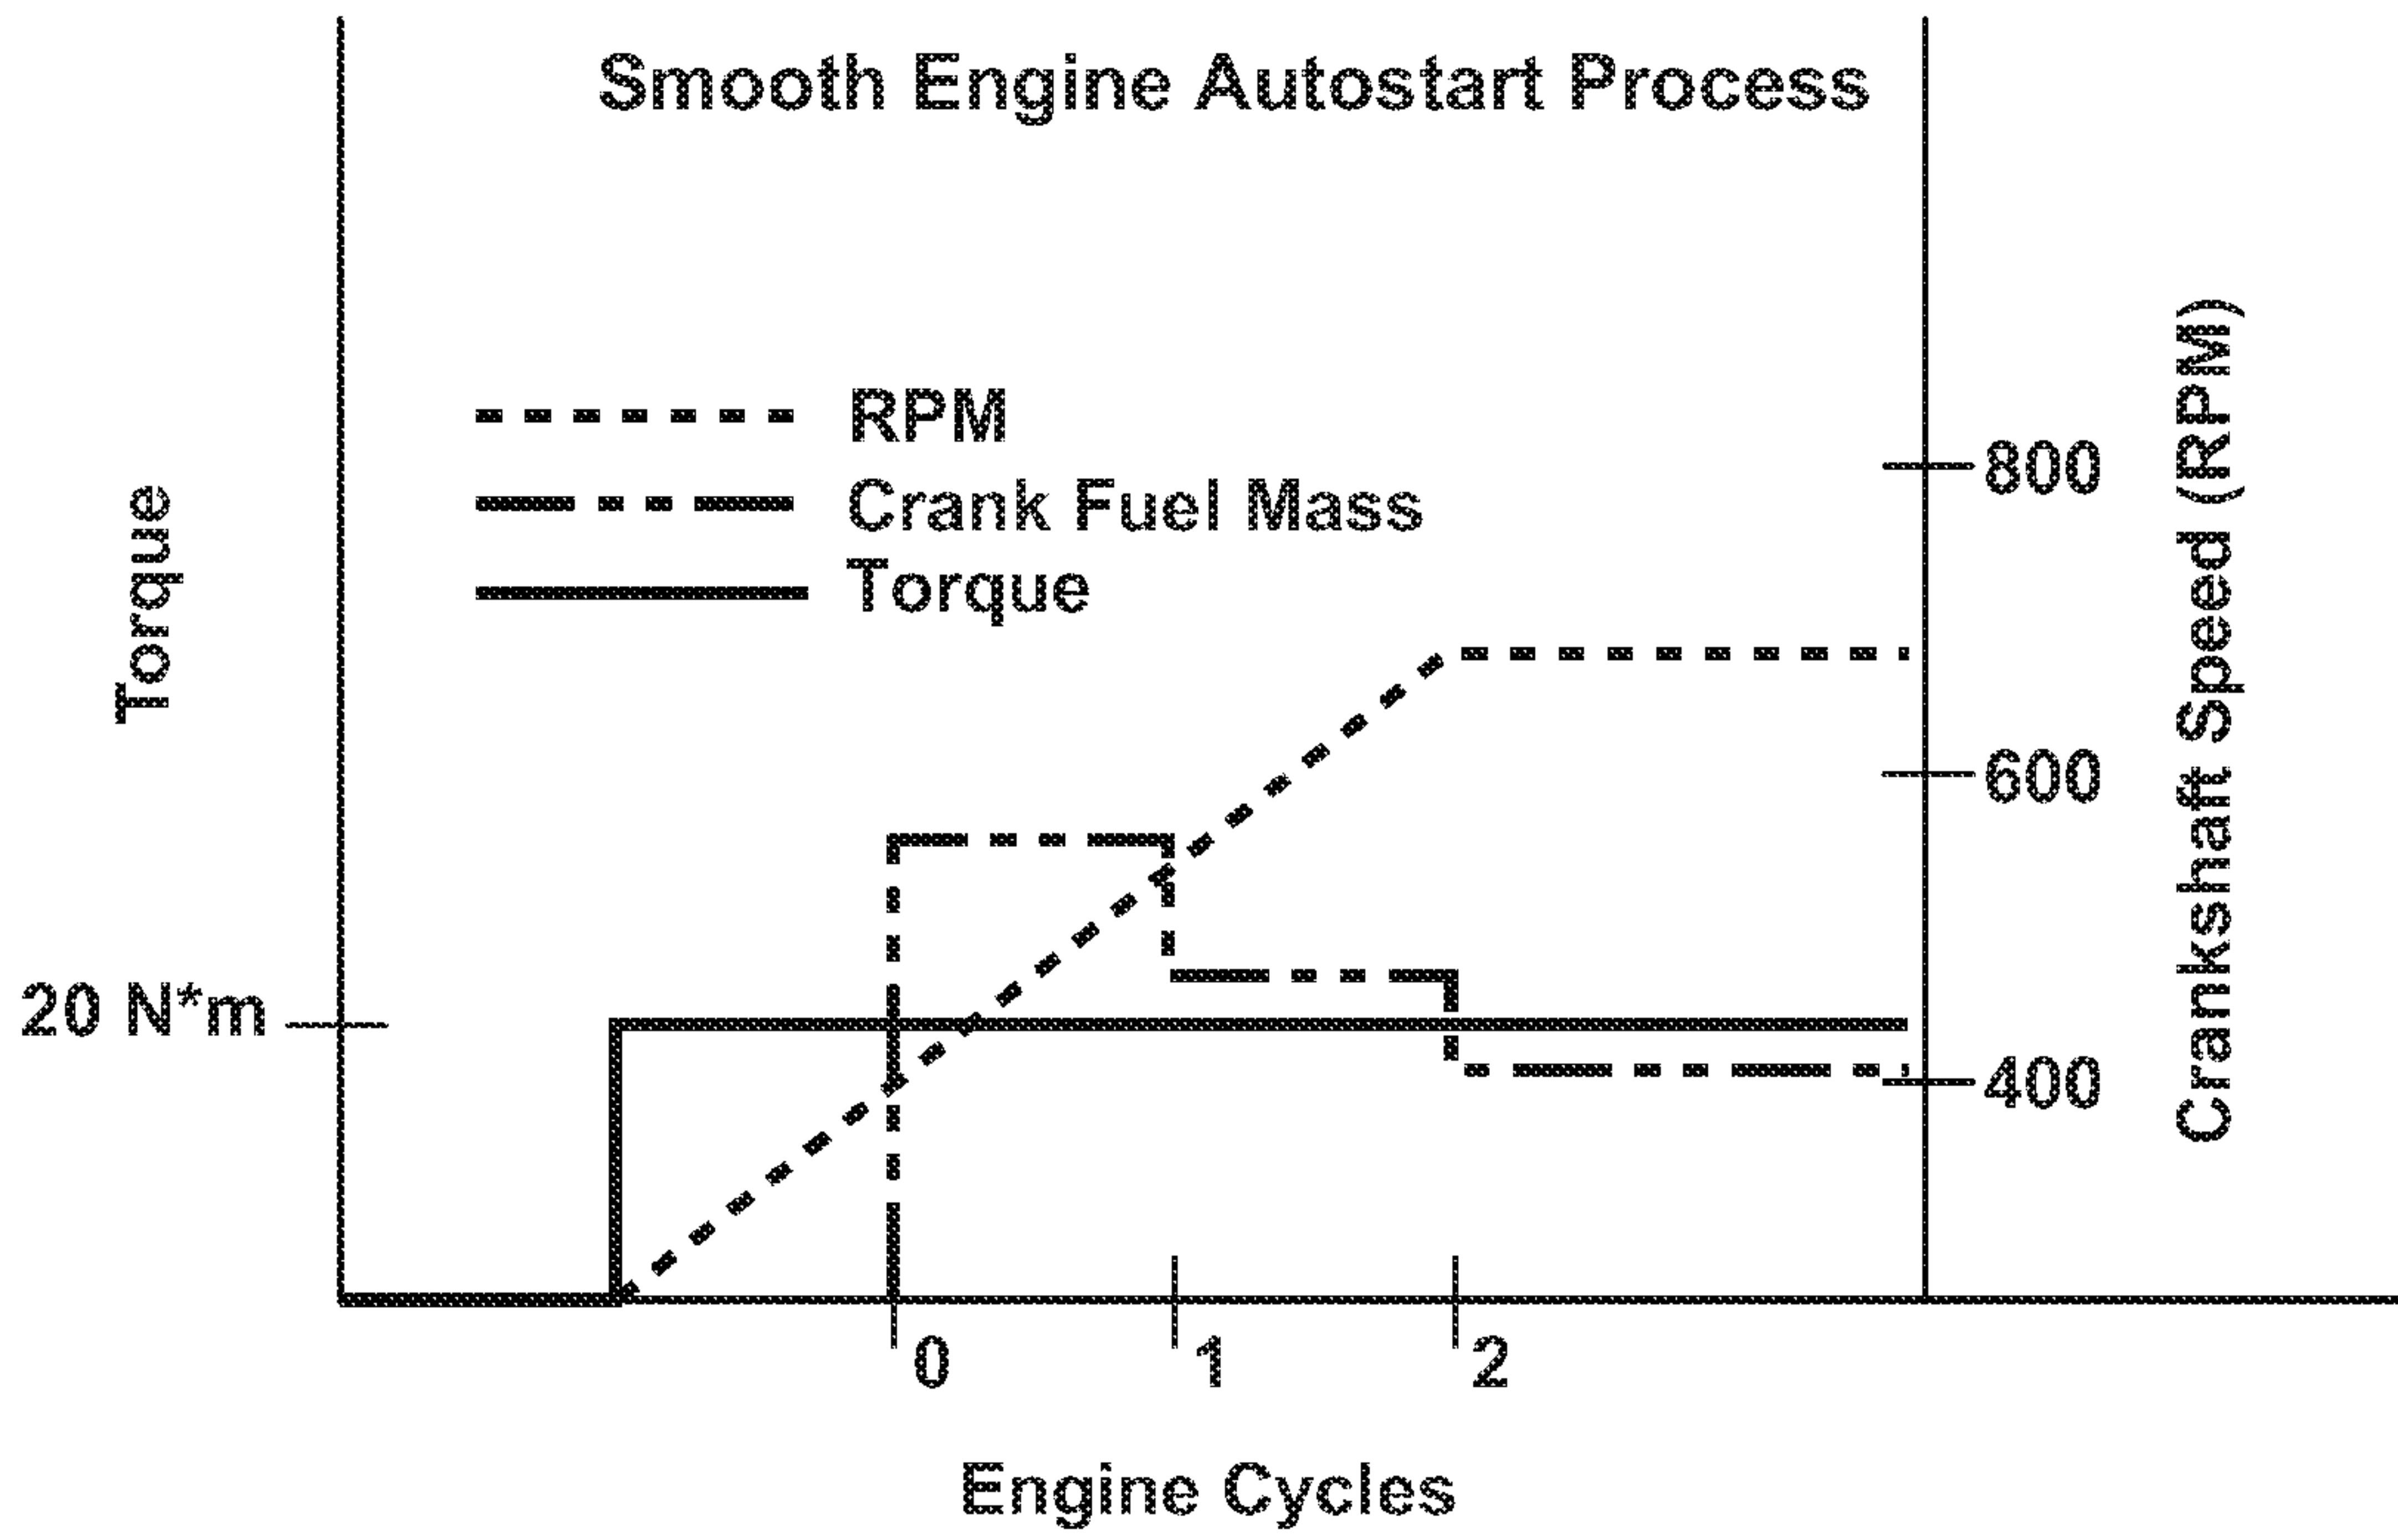 Smooth Engine Autostart Process
RPM
Crank Fuel Mass
Torque
Torque
20 N*m
800
600
400
Crankshaft Speed (RPM)
0
1
2
Engine Cycles